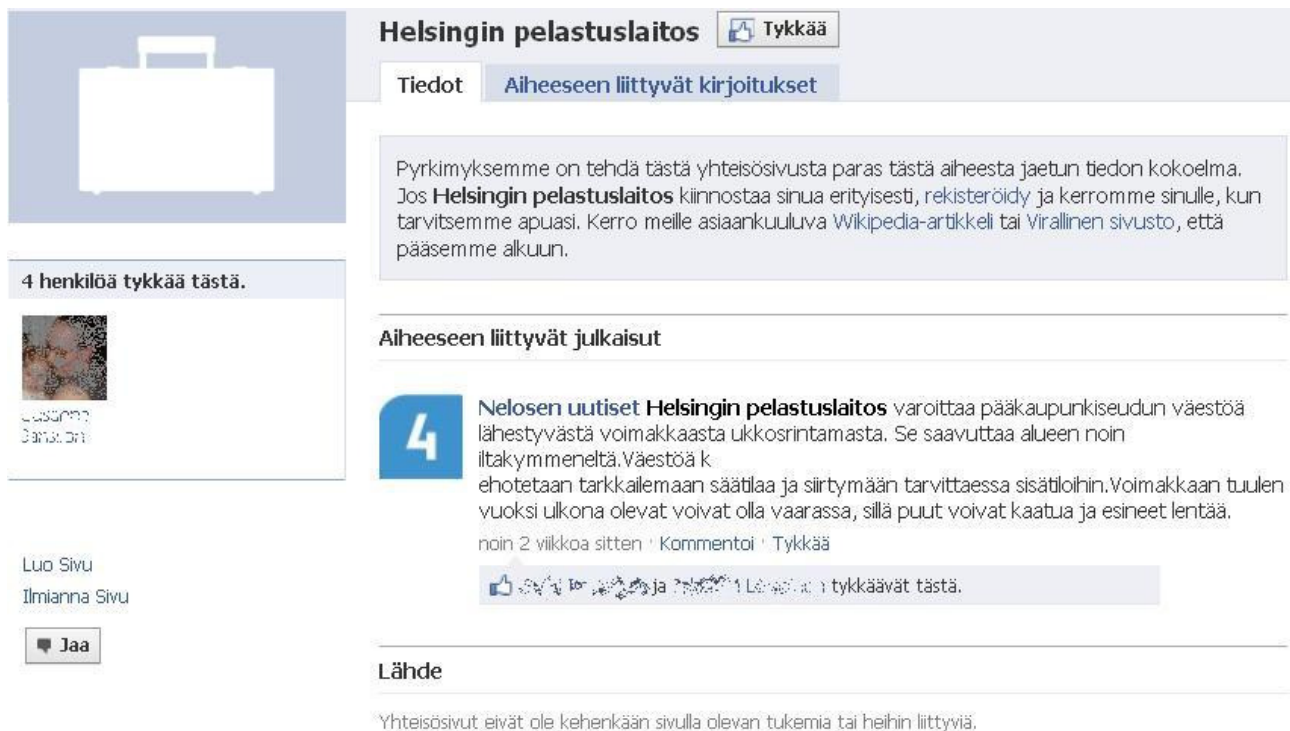 Helsingin pelastuslaitos
Tykkää
Tiedot
Aiheeseen liittyvät kirjoitukset
Pyrkimyksemme on tehdä tästä yhteisösivusta paras tästä aiheesta jaetun tiedon kokoelma.
Jos Helsingin pelastuslaitos kiinnostaa sinua erityisesti, rekisteröidy ja kerromme sinulle, kun
tarvitsemme apuasi. Kerro meille asiaankuuluva Wikipedia-artikkeli tai Virallinen sivusto, että
pääsemme alkuun.
4 henkilöä tykkää tästä.
Luo Sivu
Ilmianna Sivu
Jaa
Aiheeseen liittyvät julkaisut
4
Nelosen uutiset Helsingin pelastuslaitos varoittaa pääkaupunkiseudun väestöä
lähestyvästä voimakkaasta ukkosrintamasta. Se saavuttaa alueen noin
iltakymmeneltä.Väestöä k
ehotetaan tarkkailemaan säätilaa ja siirtymään tarvittaessa sisätiloihin.Voimakkaan tuulen
vuoksi ulkona olevat voivat olla vaarassa, sillä puut voivat kaatua ja esineet lentää.
noin 2 viikkoa sitten · Kommentoi · Tykkää
ja tykkäävät tästä.
Lähde
Yhteisösivut eivät ole kehenkään sivulla olevan tukemia tai heihin liittyviä.